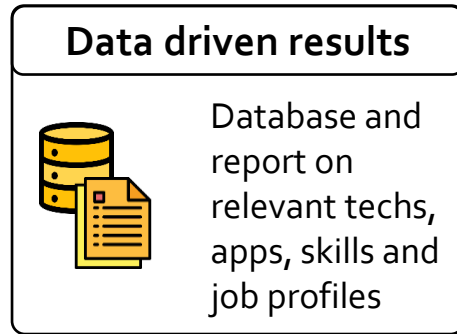 Data driven results
Database and
report on
relevant techs,
apps, skills and
job profiles